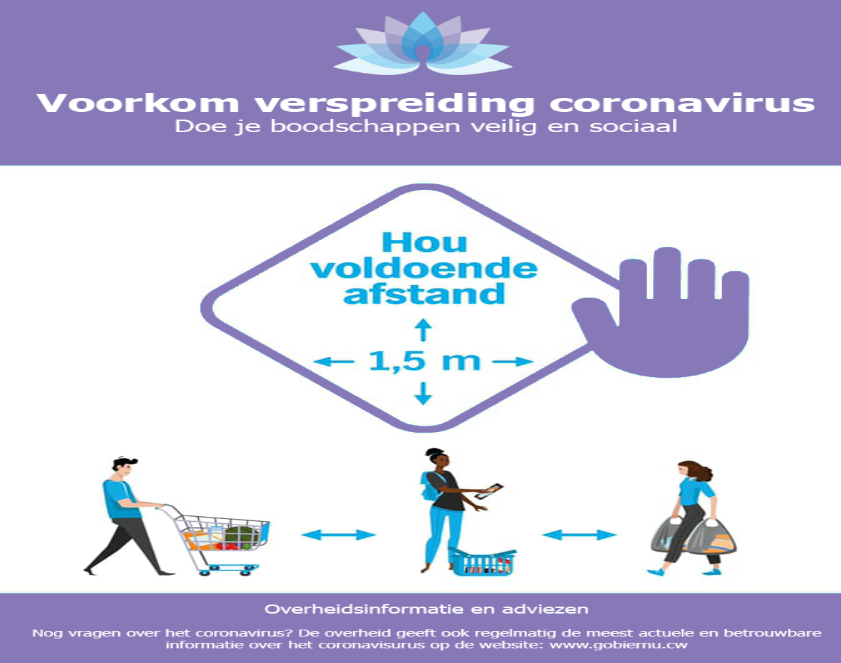 Voorkom verspreiding coronavirus
Doe je boodschappen veilig en sociaal
Hou
voldoende
afstand
1,5 m
Overheidsinformatie en adviezen
Nog vragen over het coronavirus? De overheid geeft ook regelmatig de meest actuele en betrouwbare
informatie over het coronavisurus op de website: www.gobiernu.cw